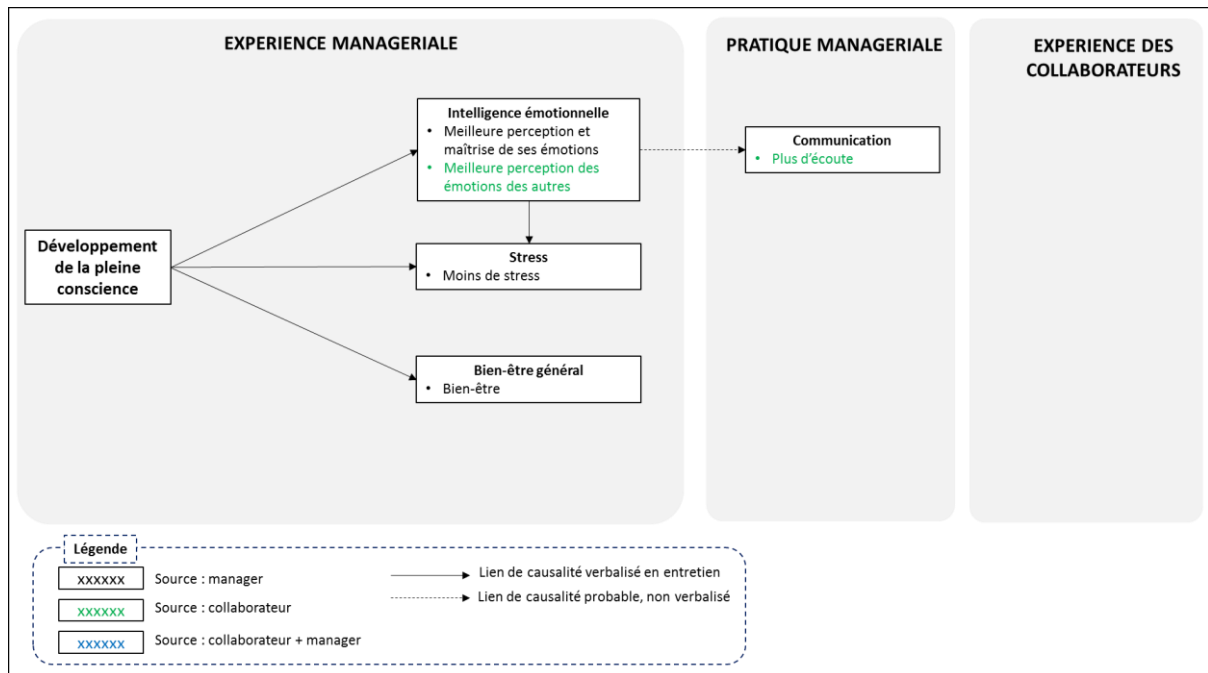 EXPERIENCE MANAGERIALE
PRATIQUE MANAGERIALE
EXPERIENCE DES
COLLABORATEURS
Intelligence émotionnelle
• Meilleure perception et
maîtrise de ses émotions
• Meilleure perception des
émotions des autres
Communication
• Plus d’écoute
Développement
de la pleine
conscience
Stress
• Moins de stress
Bien-être général
• Bien-être
Légende
xxxxxx Source : manager
xxxxxx Source : collaborateur
xxxxxx Source : collaborateur + manager
Lien de causalité verbalisé en entretien
Lien de causalité probable, non verbalisé